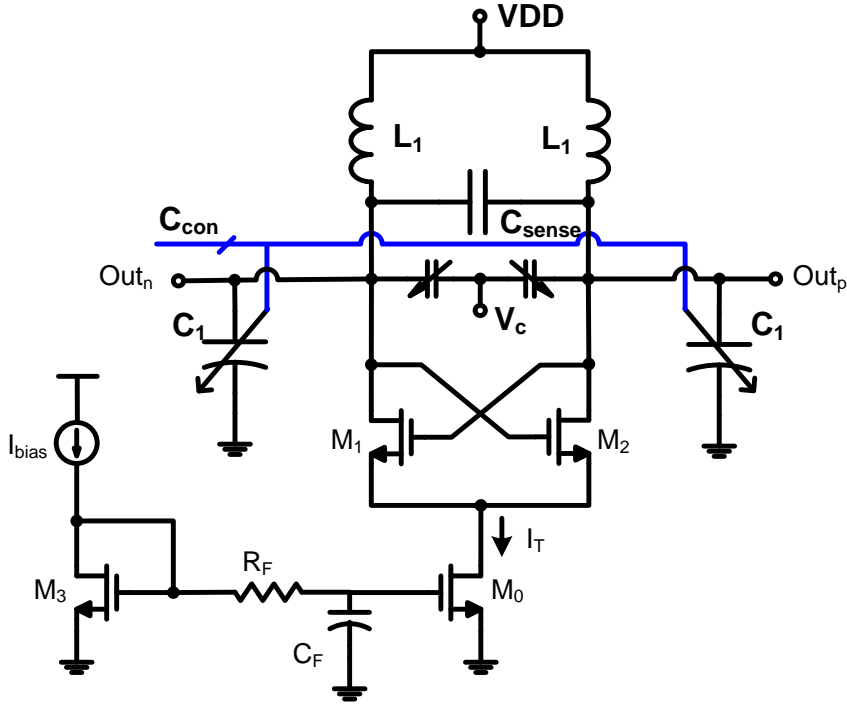 VDD
L1
L1
Ccon
Csense
Outn
Outp
C1
Vc
C1
M1
M2
Ibias
IT
RF
M3
M0
CF